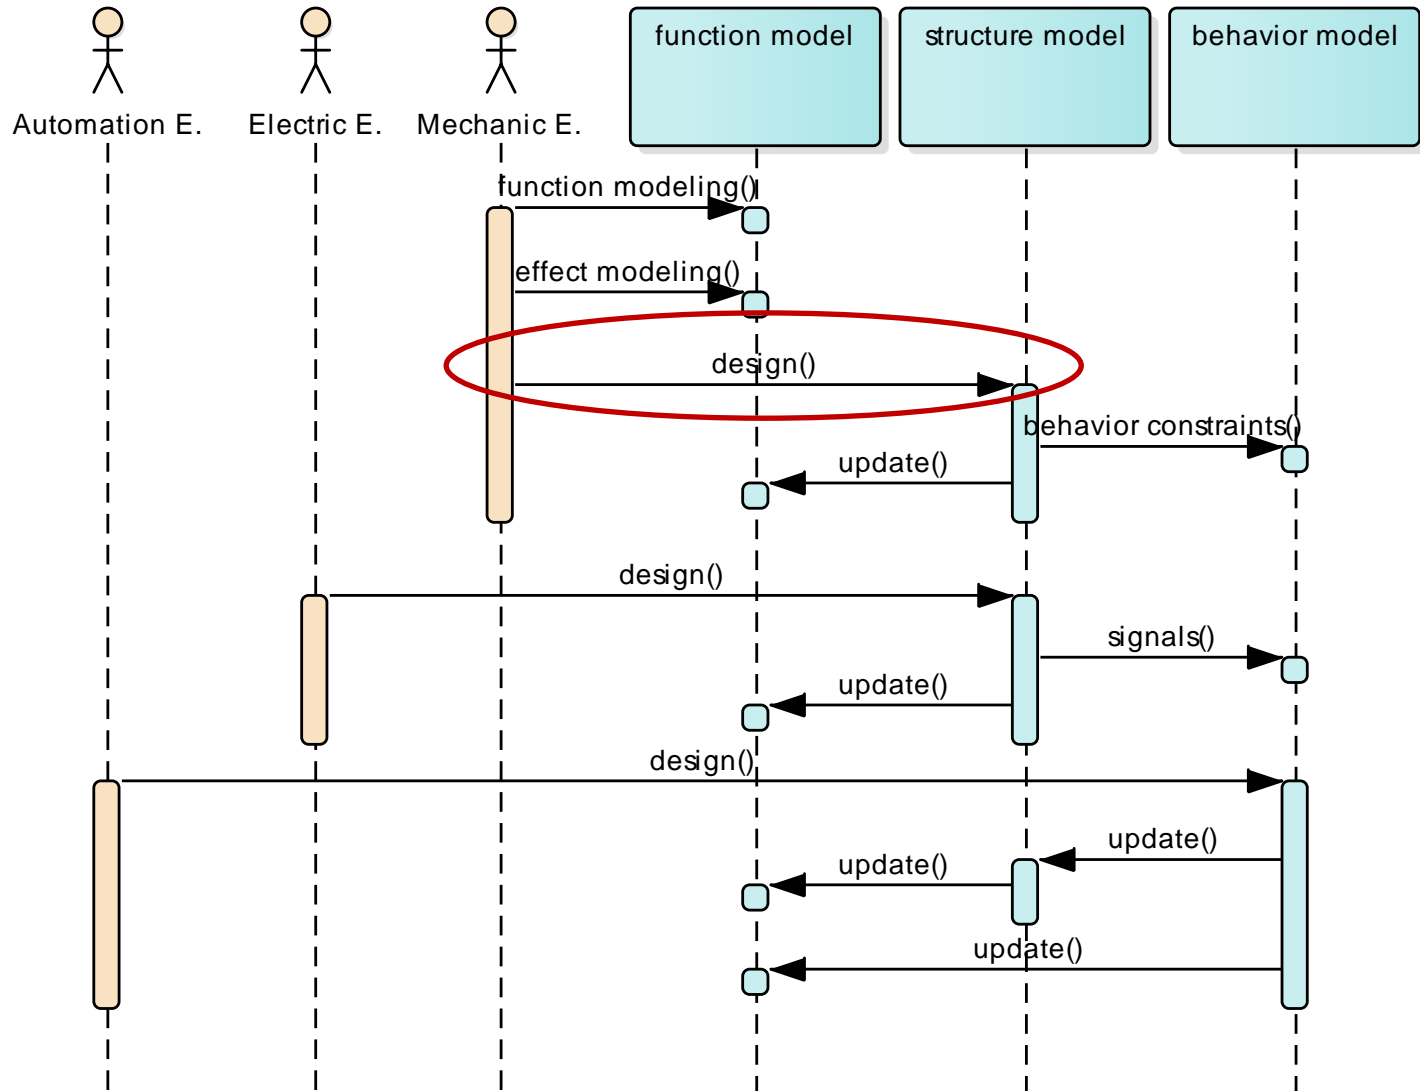 function model
structure model
behavior model
Automation E.
Electric E.
Mechanic E.
function modeling()
effect modeling()
design()
behavior constraints()
update()
design()
signals()
update()
design()
update()
update()
update()